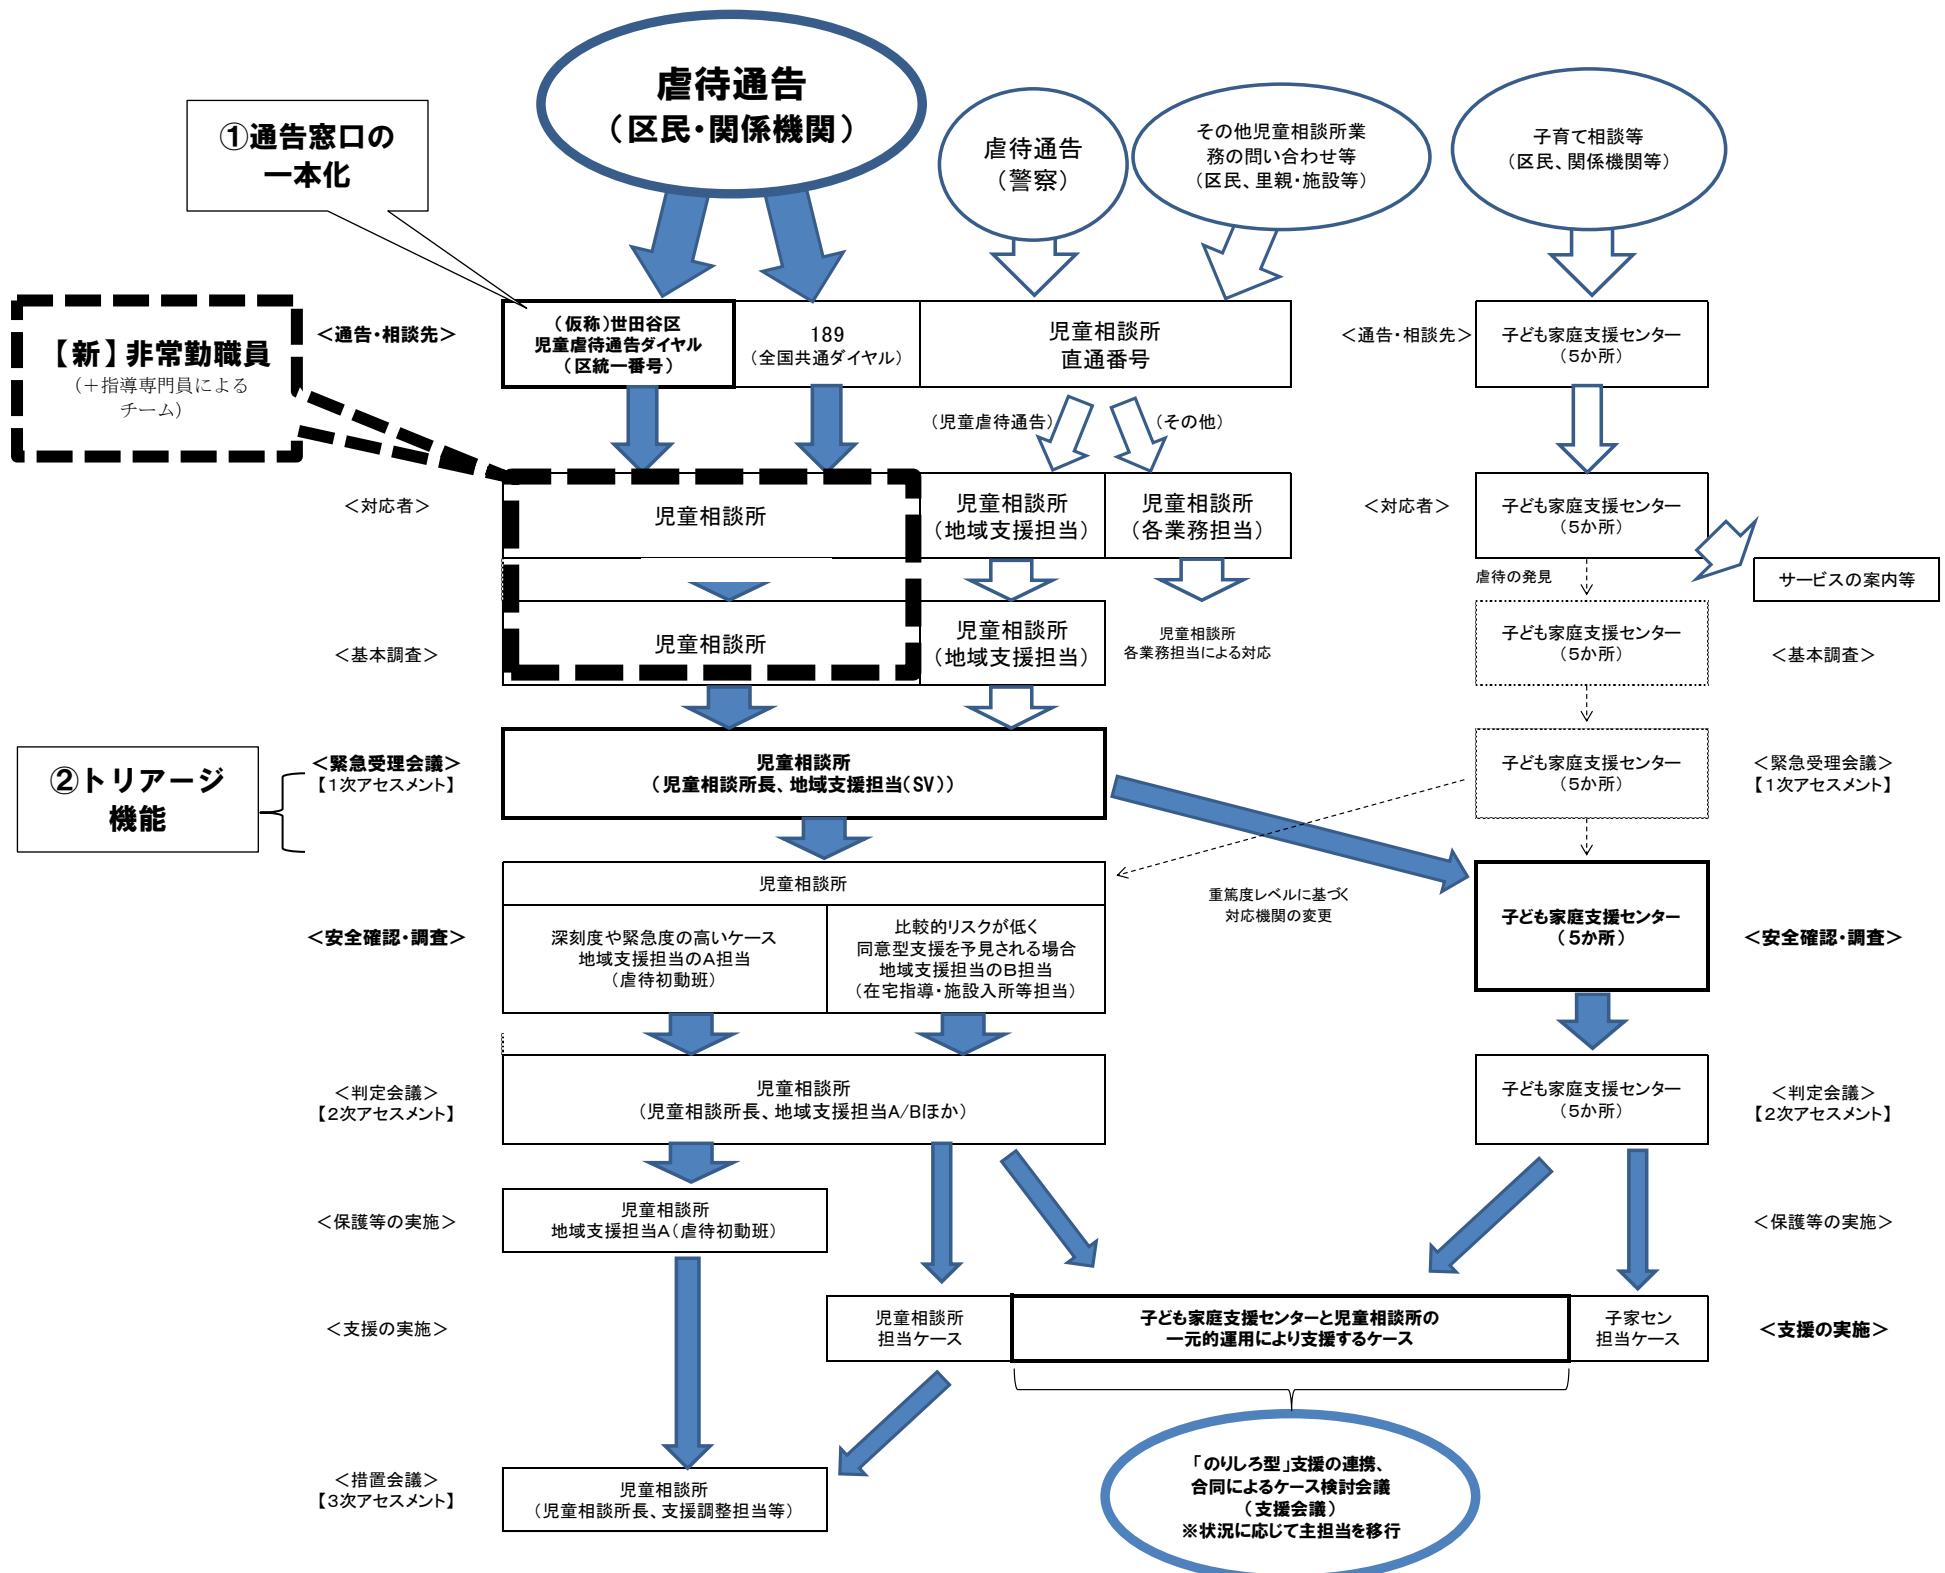 虐待通告
（区民・関係機関）
①通告窓口の
一本化
虐待通告
（警察）
その他児童相談所業
務の問い合わせ等
（区民、里親・施設等）
子育て相談等
（区民、関係機関等）
【新】非常勤職員
（＋指導専門員による
チーム）
＜通告・相談先＞
（仮称）世田谷区
児童虐待通告ダイヤル
（区統一番号）
189
（全国共通ダイヤル）
児童相談所
直通番号
＜通告・相談先＞
子ども家庭支援センター
（５か所）
（児童虐待通告）
（その他）
＜対応者＞
児童相談所
児童相談所
（地域支援担当）
児童相談所
（各業務担当）
＜対応者＞
子ども家庭支援センター
（５か所）
虐待の発見
サービスの案内等
＜基本調査＞
児童相談所
児童相談所
（地域支援担当）
児童相談所
各業務担当による対応
子ども家庭支援センター
（５か所）
＜基本調査＞
②トリアージ
機能
＜緊急受理会議＞
【１次アセスメント】
児童相談所
（児童相談所長、地域支援担当（SV））
子ども家庭支援センター
（５か所）
＜緊急受理会議＞
【１次アセスメント】
児童相談所
重篤度レベルに基づく
対応機関の変更
＜安全確認・調査＞
深刻度や緊急度の高いケース
地域支援担当のＡ担当
（虐待初動班）
比較的リスクが低く
同意型支援を予見される場合
地域支援担当のＢ担当
（在宅指導・施設入所等担当）
子ども家庭支援センター
（５か所）
＜安全確認・調査＞
＜判定会議＞
【２次アセスメント】
児童相談所
（児童相談所長、地域支援担当A/Bほか）
子ども家庭支援センター
（５か所）
＜判定会議＞
【２次アセスメント】
＜保護等の実施＞
児童相談所
地域支援担当Ａ（虐待初動班）
＜保護等の実施＞
＜支援の実施＞
児童相談所
担当ケース
子ども家庭支援センターと児童相談所の
一元的運用により支援するケース
子家セン
担当ケース
＜支援の実施＞
＜措置会議＞
【３次アセスメント】
児童相談所
（児童相談所長、支援調整担当等）
「のりしろ型」支援の連携、
合同によるケース検討会議
（支援会議）
※状況に応じて主担当を移行